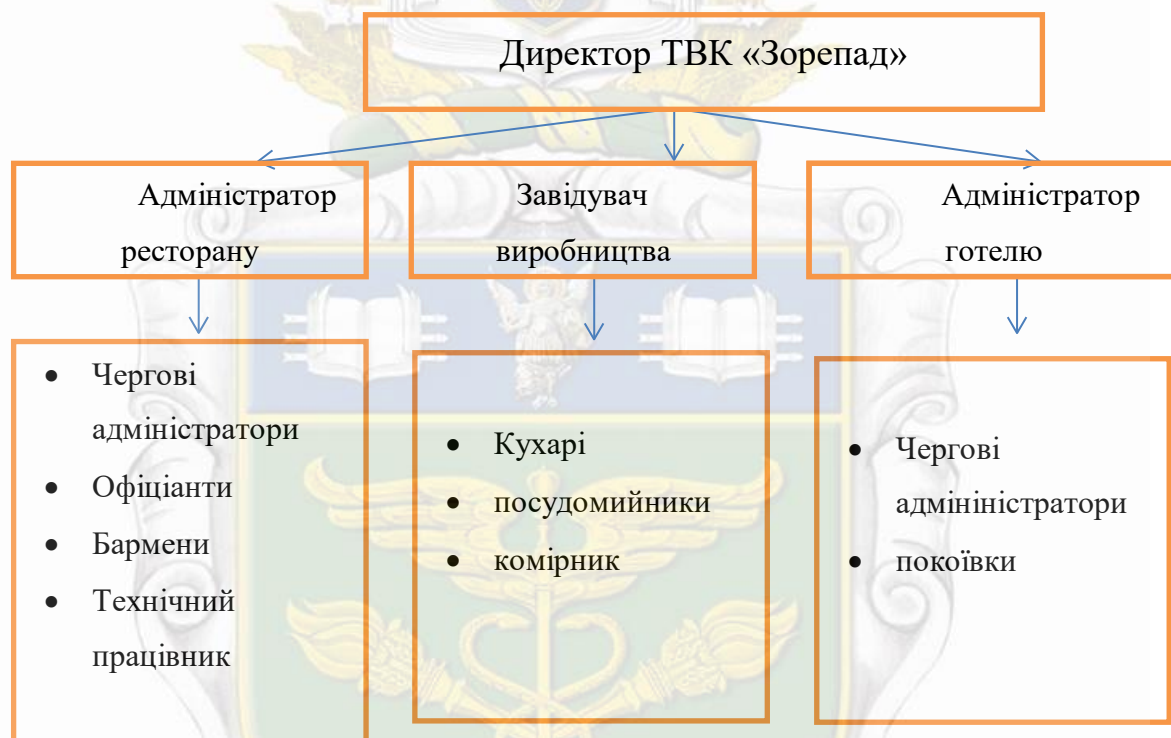 Директор ТВК «Зорепад»
Адміністратор
ресторану
Завідувач
виробництва
Адміністратор
готелю
• Чергові
адміністратори
• Офіціанти
• Бармени
• Технічний
працівник
• Кухарі
• посудомийники
• комірник
• Чергові
адмініністратори
• покоївки